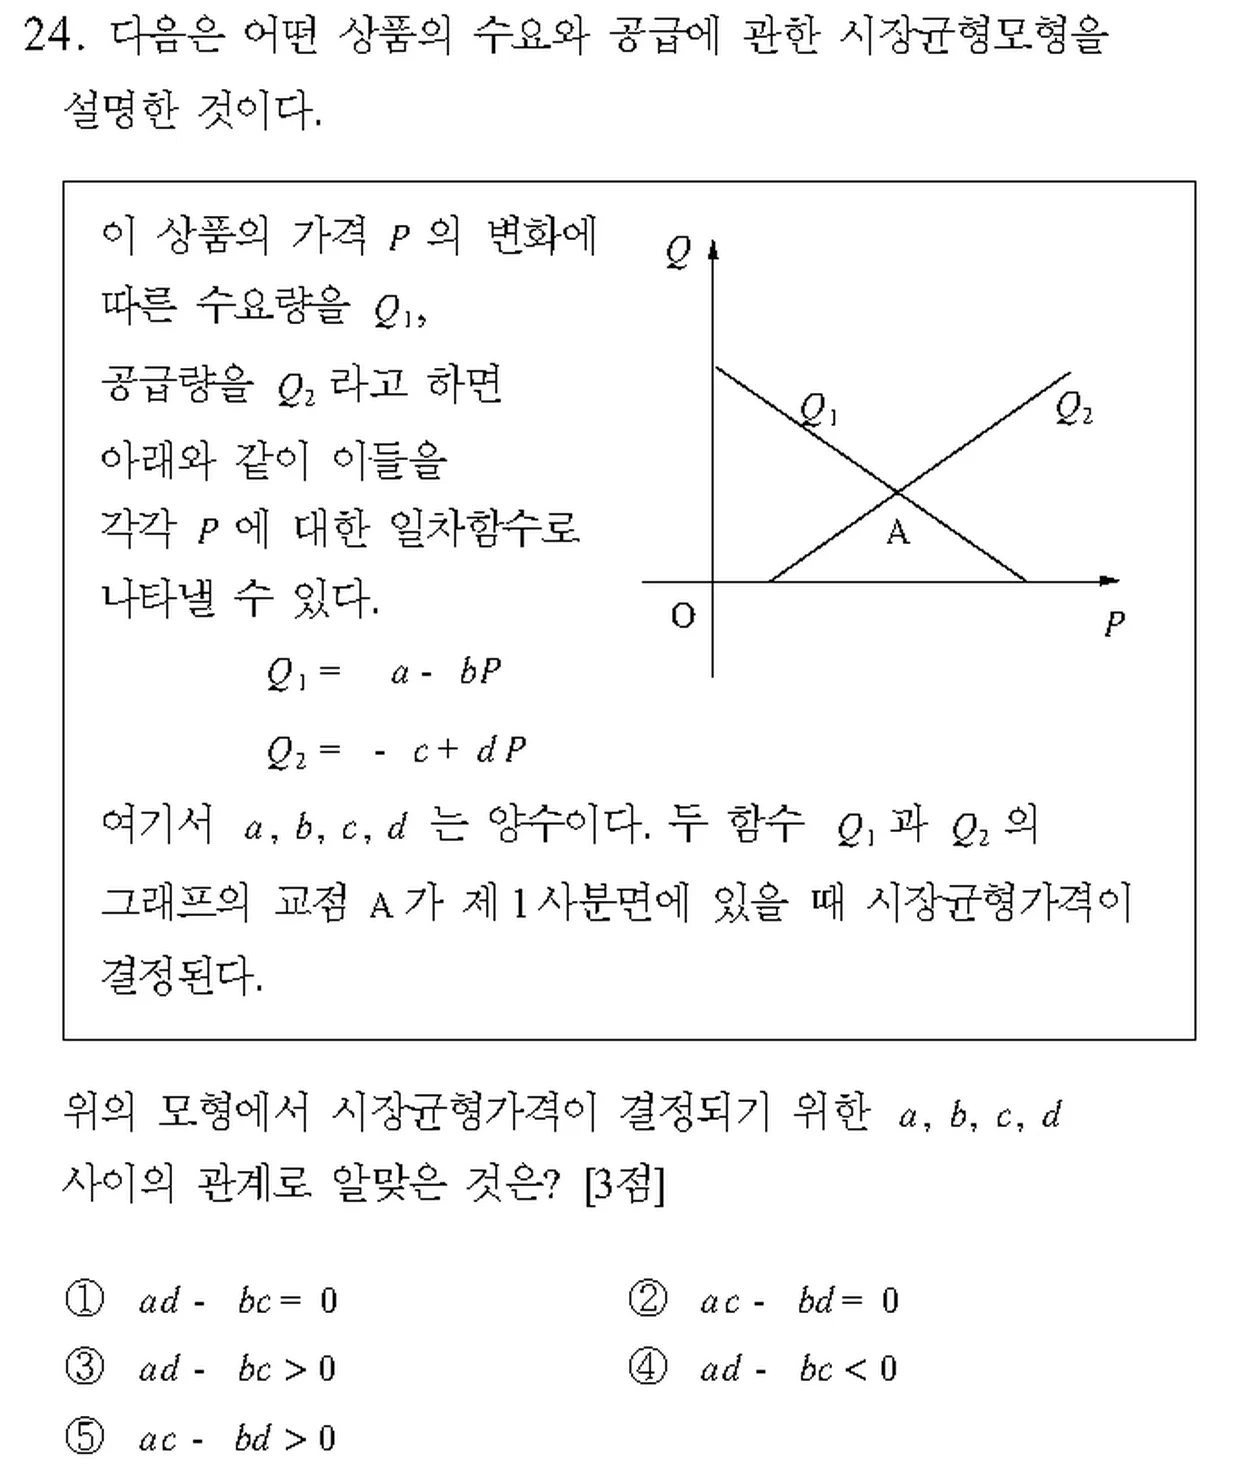 24. 다음은 어떤 상품의 수요와 공급에 관한 시장균형모형을
설명한 것이다.
이 상품의 가격 P 의 변화에
따른 수요량을 Q₁,
공급량을 Q₂ 라고 하면
아래와 같이 이들을
각각 P 에 대한 일차함수로
나타낼 수 있다.
Q
Q₁
Q₂
A
O
P
Q₁ = a - bP
Q₂ = - c + dP
여기서 a, b, c, d 는 양수이다. 두 함수 Q₁ 과 Q₂ 의
그래프의 교점 A 가 제 1 사분면에 있을 때 시장균형가격이
결정된다.
위의 모형에서 시장균형가격이 결정되기 위한 a, b, c, d
사이의 관계로 알맞은 것은? [3점]
① ad - bc = 0 ② ac - bd = 0
③ ad - bc > 0 ④ ad - bc < 0
⑤ ac - bd > 0